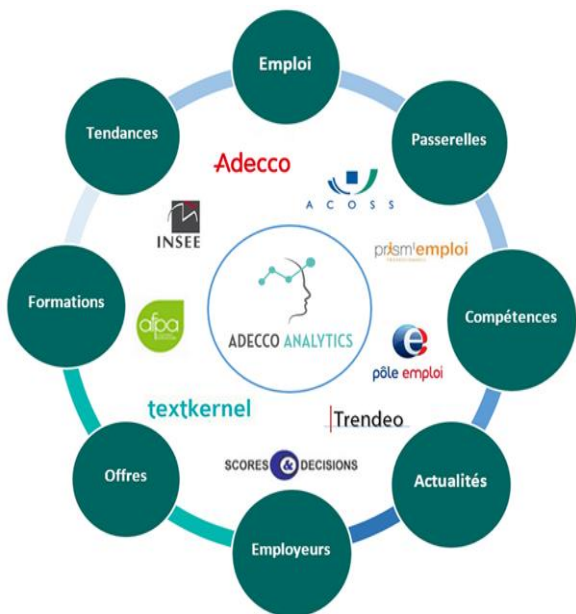 Emploi
Tendances
Passerelles
Adecco
ACOSS
INSEE
prism'emploi
Formations
ADECCO ANALYTICS
Compétences
afpa
pôle emploi
textkernel
Trendeo
Offres
SCORES & DECISIONS
Actualités
Employeurs